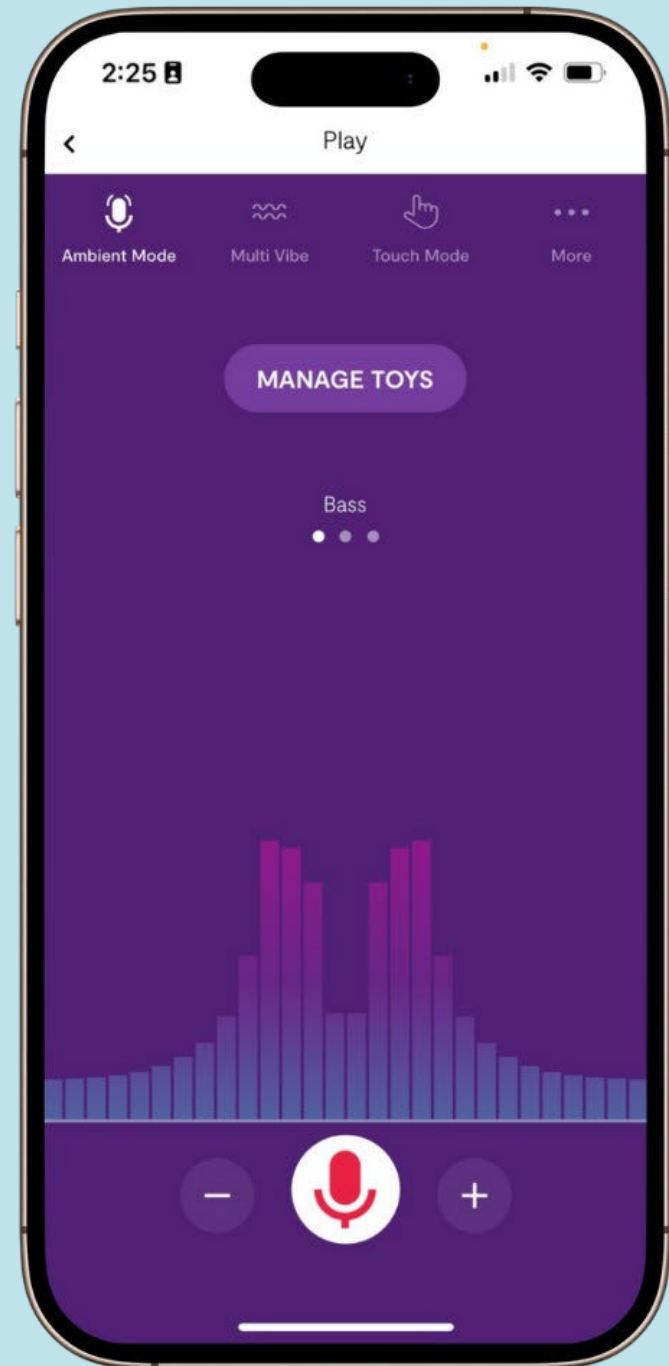 2:25
Play
Ambient Mode
Multi Vibe
Touch Mode
More
MANAGE TOYS
Bass